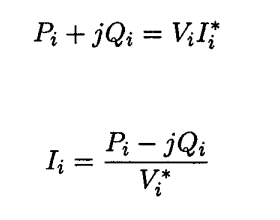 P_i + jQ_i = V_i I_i^*
I_i = \frac{P_i - jQ_i}{V_i^*}